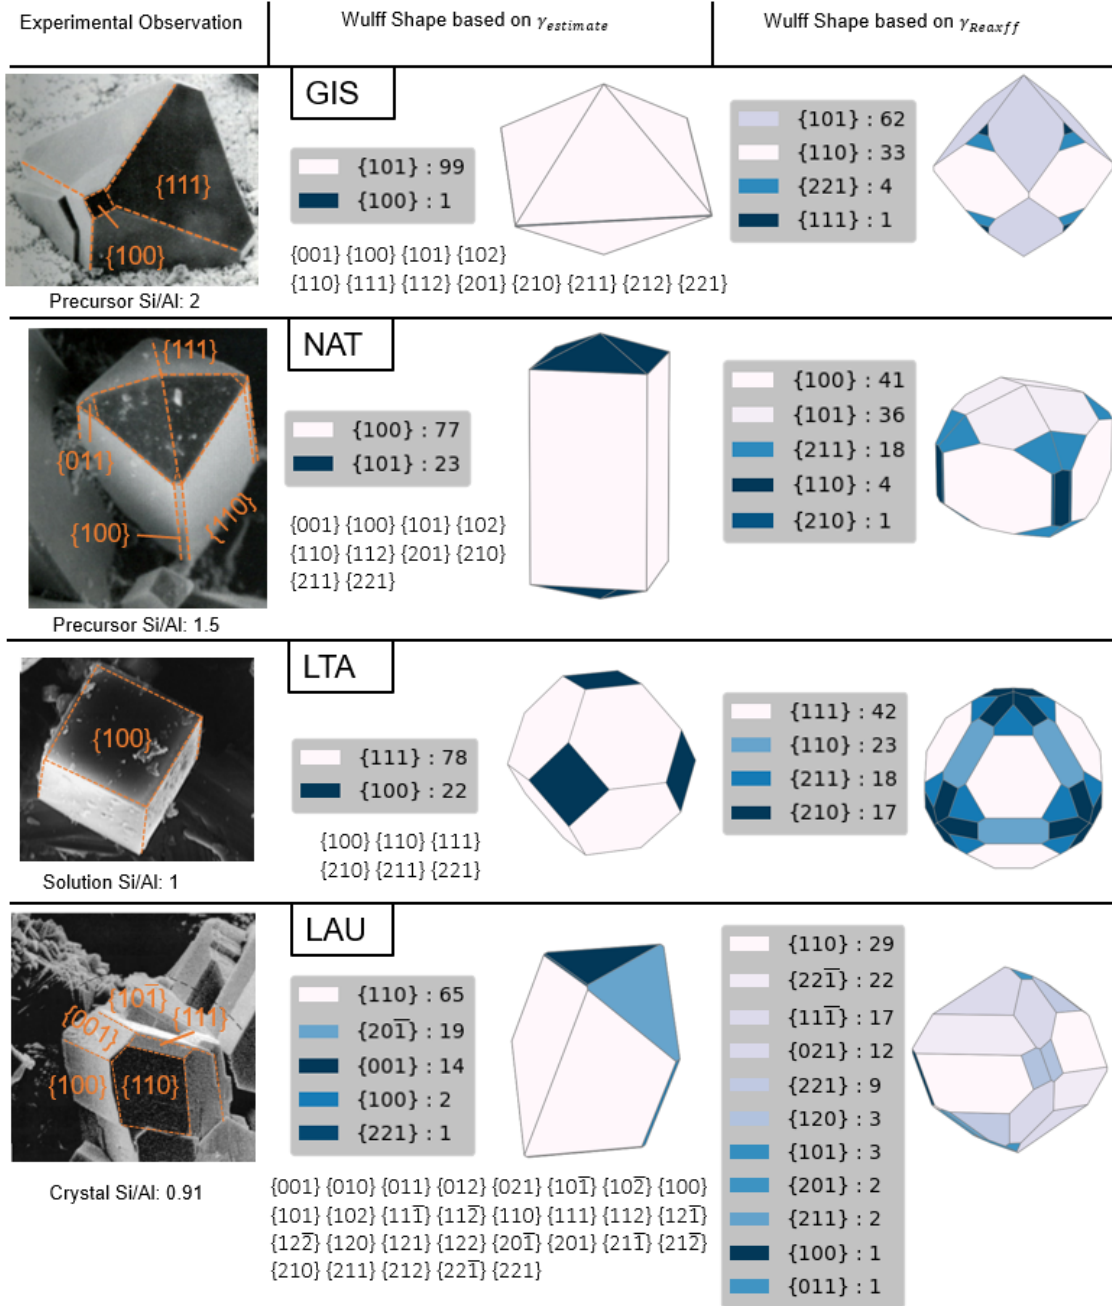 Experimental Observation
Wulff Shape based on γ_estimate
Wulff Shape based on γ_Reaxff
GIS
{111}
{100}
Precursor Si/Al: 2
{101} : 99
{100} : 1
{001} {100} {101} {102}
{110} {111} {112} {201} {210} {211} {212} {221}
{101} : 62
{110} : 33
{221} : 4
{111} : 1
NAT
{111}
{011}
{100}
{110}
Precursor Si/Al: 1.5
{100} : 77
{101} : 23
{001} {100} {101} {102}
{110} {112} {201} {210}
{211} {221}
{100} : 41
{101} : 36
{211} : 18
{110} : 4
{210} : 1
LTA
{100}
Solution Si/Al: 1
{111} : 78
{100} : 22
{100} {110} {111}
{210} {211} {221}
{111} : 42
{110} : 23
{211} : 18
{210} : 17
LAU
{101̅}
{001}
{111}
{100}
{110}
Crystal Si/Al: 0.91
{110} : 65
{201̅} : 19
{001} : 14
{100} : 2
{221} : 1
{001} {010} {011} {012} {021} {101̅} {102̅} {100}
{101} {102} {111̅} {112̅} {110} {111} {112} {121̅}
{122̅} {120} {121} {122} {201̅} {201} {211̅} {212̅}
{210} {211} {212} {221̅} {221}
{110} : 29
{221̅} : 22
{111̅} : 17
{021} : 12
{221} : 9
{120} : 3
{101} : 3
{201} : 2
{211} : 2
{100} : 1
{011} : 1